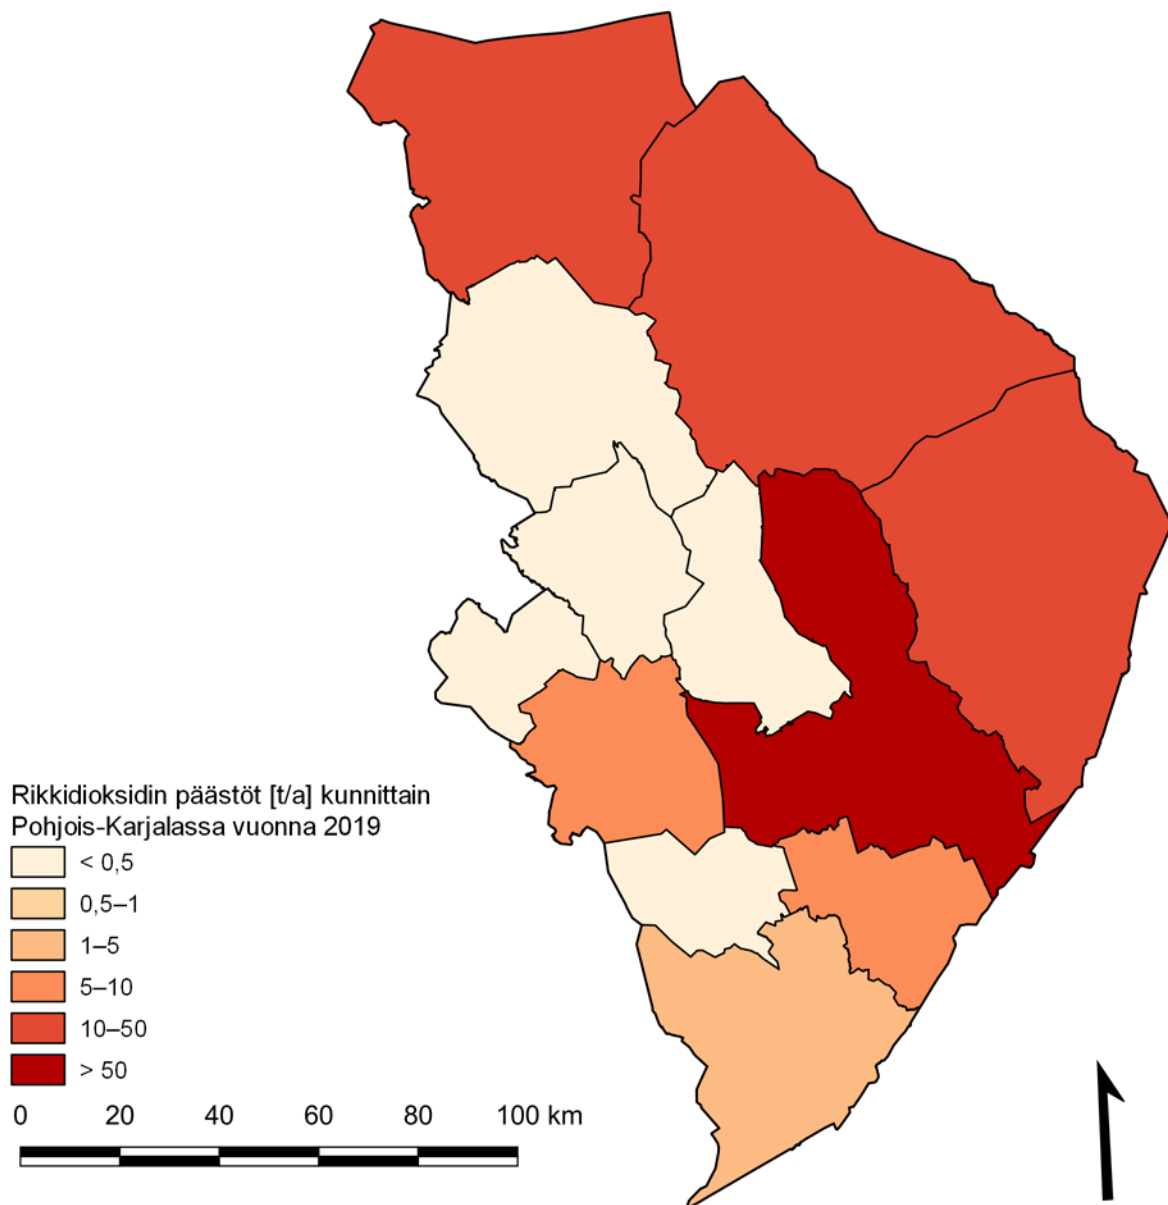 Rikkidioksidin päästöt [t/a] kunnittain
Pohjois-Karjalassa vuonna 2019
< 0,5
0,5–1
1–5
5–10
10–50
> 50
0 20 40 60 80 100 km